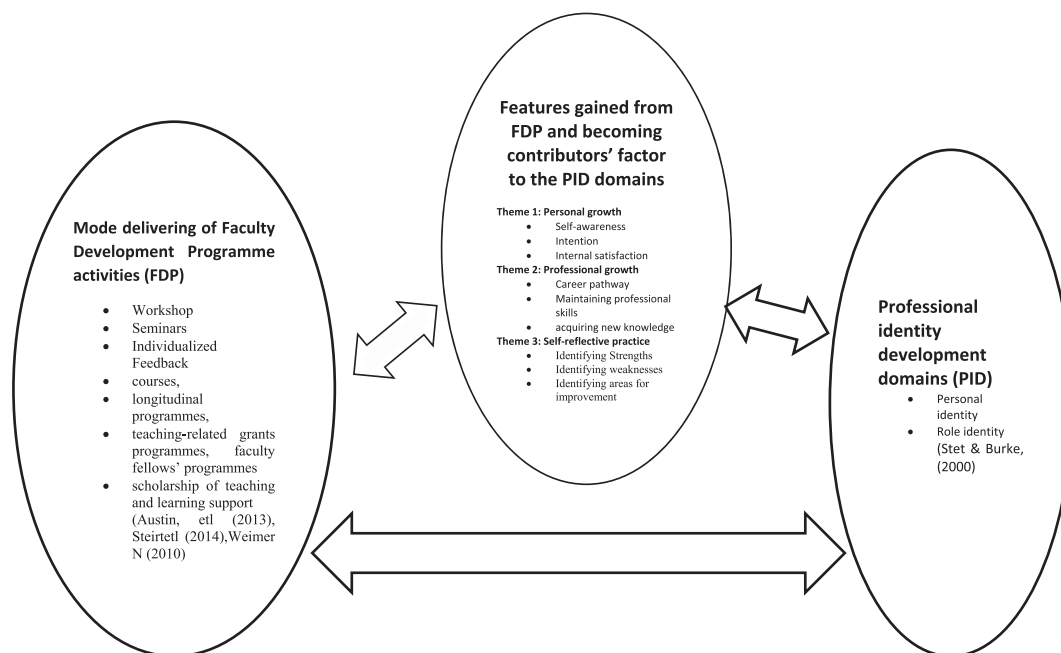 Mode delivering of Faculty
Development Programme
activities (FDP)
• Workshop
• Seminars
• Individualized
Feedback
• courses,
• longitudinal
programmes,
• teaching-related grants
programmes, faculty
fellows' programmes
• scholarship of teaching
and learning support
(Austin, etl (2013),
Steirtetl (2014),Weimer
N (2010)
Features gained from
FDP and becoming
contributors' factor
to the PID domains
Theme 1: Personal growth
• Self-awareness
• Intention
• Internal satisfaction
Theme 2: Professional growth
• Career pathway
• Maintaining professional
skills
• acquiring new knowledge
Theme 3: Self-reflective practice
• Identifying Strengths
• Identifying weaknesses
• Identifying areas for
improvement
Professional
identity
development
domains (PID)
• Personal
identity
• Role identity
(Stet & Burke,
(2000)